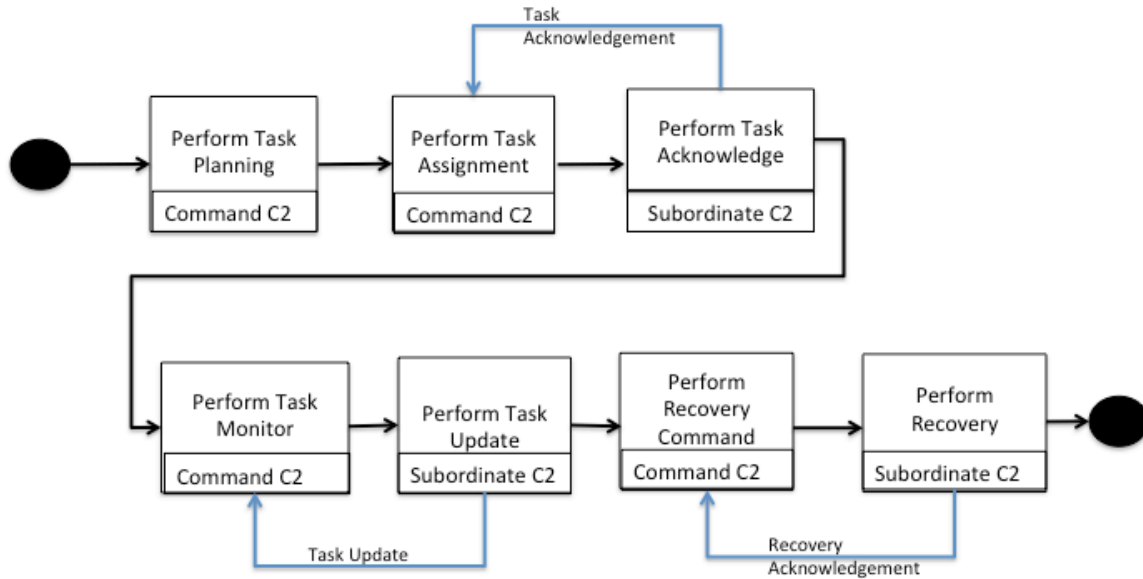 Task
Acknowledgement
Perform Task
Planning
Command C2
Perform Task
Assignment
Command C2
Perform Task
Acknowledge
Subordinate C2
Perform Task
Monitor
Command C2
Perform Task
Update
Subordinate C2
Perform
Recovery
Command
Command C2
Perform
Recovery
Subordinate C2
Task Update
Recovery
Acknowledgement